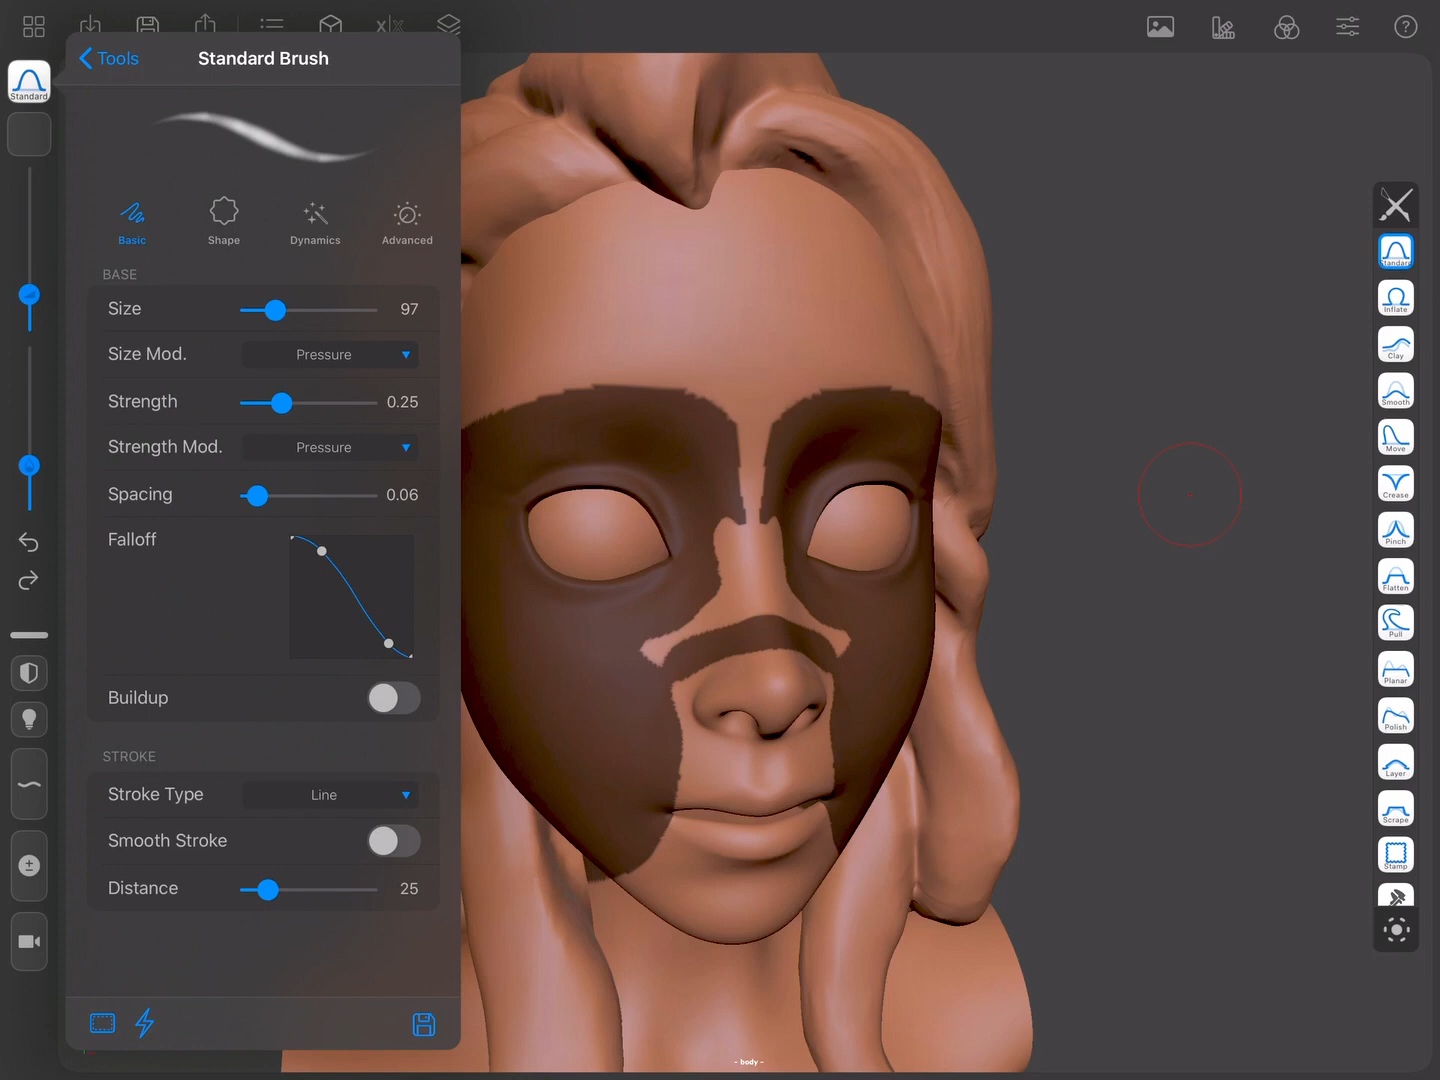 Tools
Standard Brush
Standard
Basic
Shape
Dynamics
Advanced
BASE
Size
97
Size Mod.
Pressure
Strength
0.25
Strength Mod.
Pressure
Spacing
0.06
Falloff
Buildup
STROKE
Stroke Type
Line
Smooth Stroke
Distance
25
Standard
Inflate
Clay
Smooth
Move
Crease
Pinch
Flatten
Pull
Planar
Polish
Layer
Scrape
Stamp
- body -